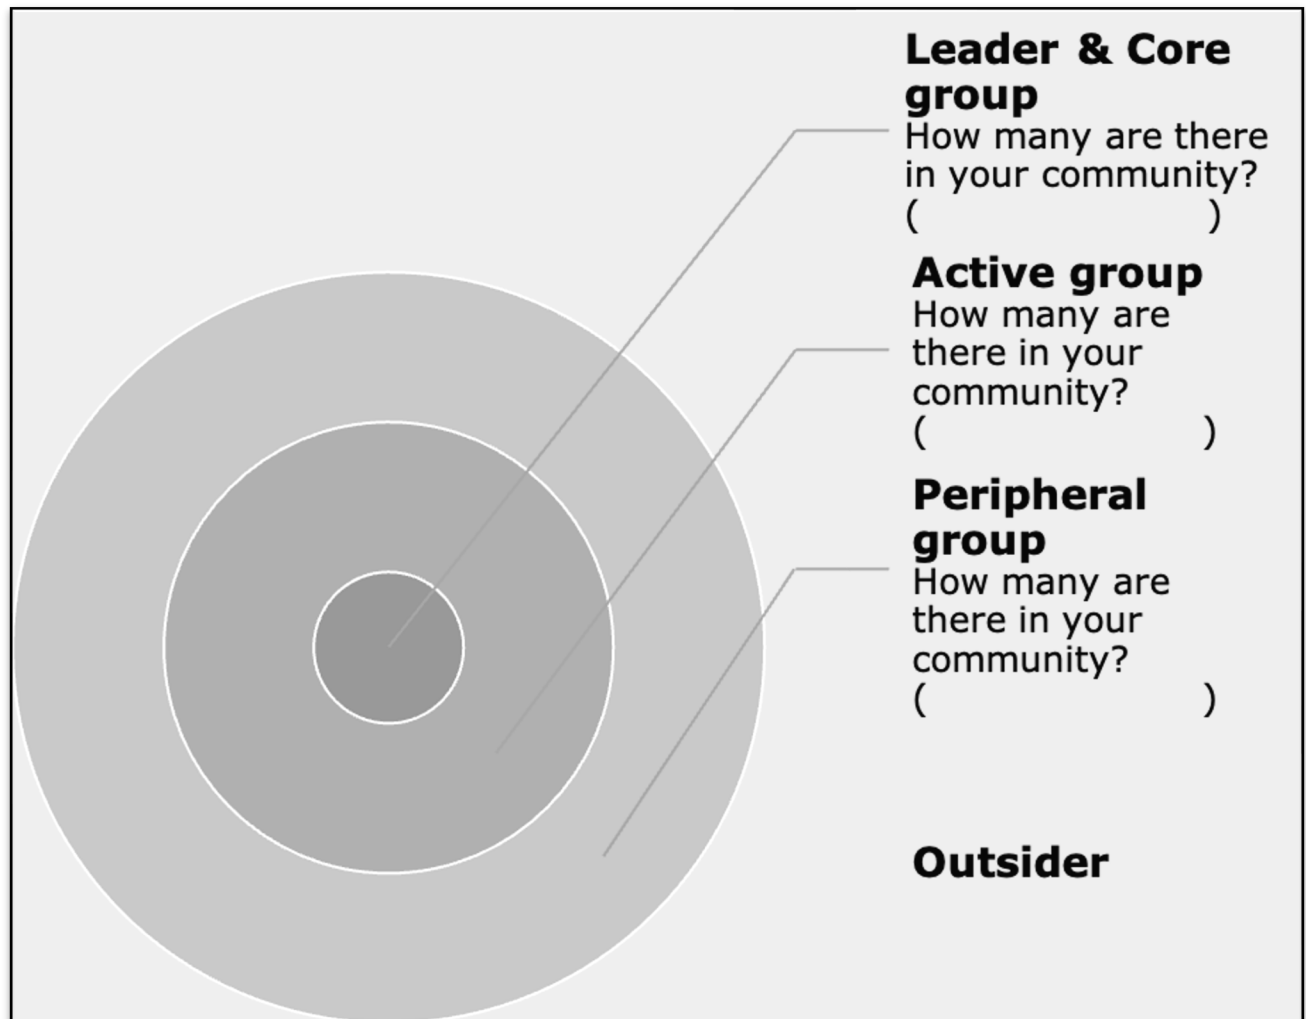 Leader & Core
group
How many are there
in your community?
( )
Active group
How many are
there in your
community?
( )
Peripheral
group
How many are
there in your
community?
( )
Outsider